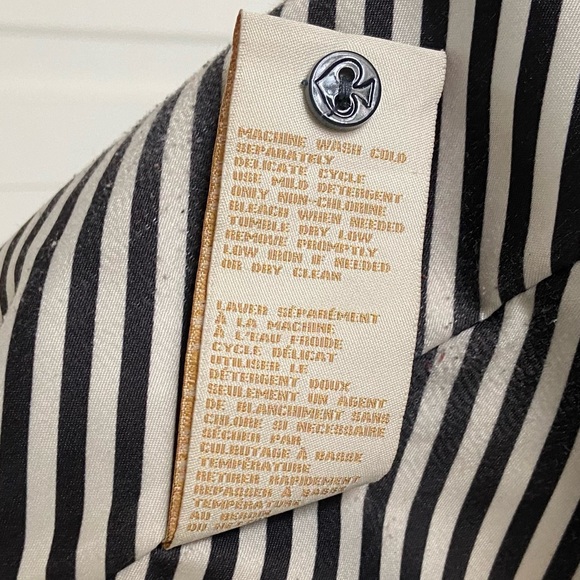 MACHINE WASH COLD
SEPARATELY
DELICATE CYCLE
USE MILD DETERGENT
ONLY NON-CHLORINE
BLEACH WHEN NEEDED
TUMBLE DRY LOW
REMOVE PROMPTLY
LOW IRON IF NEEDED
OR DRY CLEAN
LAVER SÉPARÉMENT
À LA MACHINE
À L'EAU FROIDE
CYCLE DÉLICAT
UTILISER LE
DÉTERGENT DOUX
SEULEMENT UN AGENT
DE BLANCHIMENT SANS
CHLORE SI NÉCESSAIRE
SÉCHER PAR
CULBUTAGE À BASSE
TEMPÉRATURE
RETIRER RAPIDEMENT
REPASSER À BASSE
TEMPÉRATURE
AU BESOIN
OU